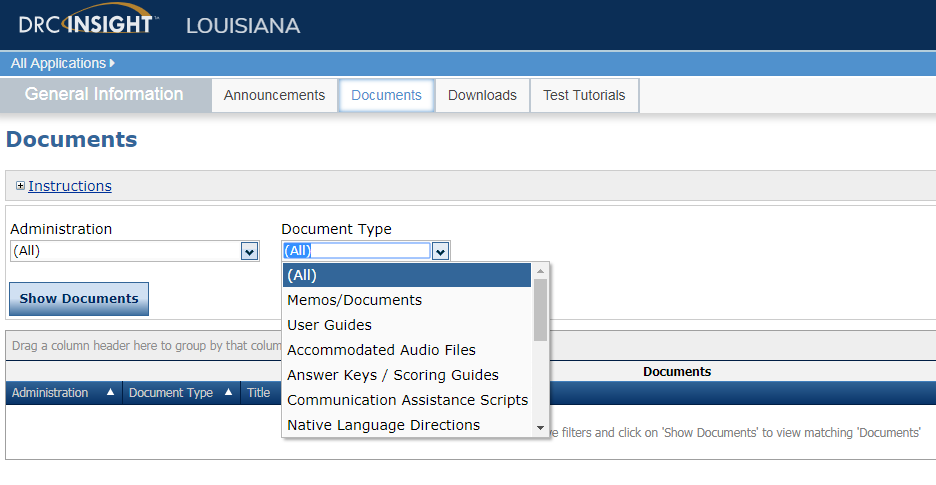 DRC INSIGHT™ LOUISIANA
All Applications
General Information Announcements Documents Downloads Test Tutorials
Documents
Instructions
Administration Document Type
(All) (All)
(All)
Memos/Documents
User Guides
Accommodated Audio Files
Answer Keys / Scoring Guides
Communication Assistance Scripts
Native Language Directions
Show Documents
Drag a column header here to group by that
Documents
Administration Document Type Title
filters and click on 'Show Documents' to view matching 'Documents'